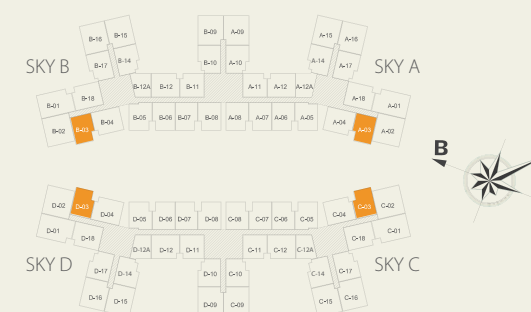 B-09 A-09
B-16 B-15 A-15 A-16
SKY B B-17 B-14 B-10 A-10 A-14 A-17 SKY A
B-12A B-12 B-11 A-11 A-12 A-12A
B-01 B-18 A-18 A-01
B-02 B-03 B-04 B-05 B-06 B-07 B-08 A-08 A-07 A-06 A-05 A-04 A-03 A-02
B
D-02 D-03 D-04 D-05 D-06 D-07 D-08 C-08 C-07 C-06 C-05 C-04 C-03 C-02
D-01 D-18 C-18 C-01
D-12A D-12 D-11 C-11 C-12 C-12A
SKY D D-17 D-14 D-10 C-10 C-14 C-17 SKY C
D-16 D-15 C-15 C-16
D-09 C-09